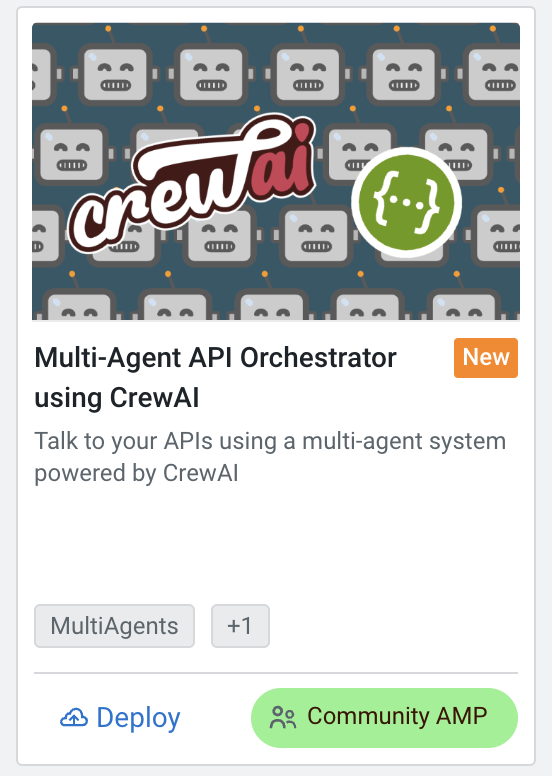 crewai
{...}
Multi-Agent API Orchestrator
using CrewAI
New
Talk to your APIs using a multi-agent system
powered by CrewAI
MultiAgents
+1
Deploy
Community AMP